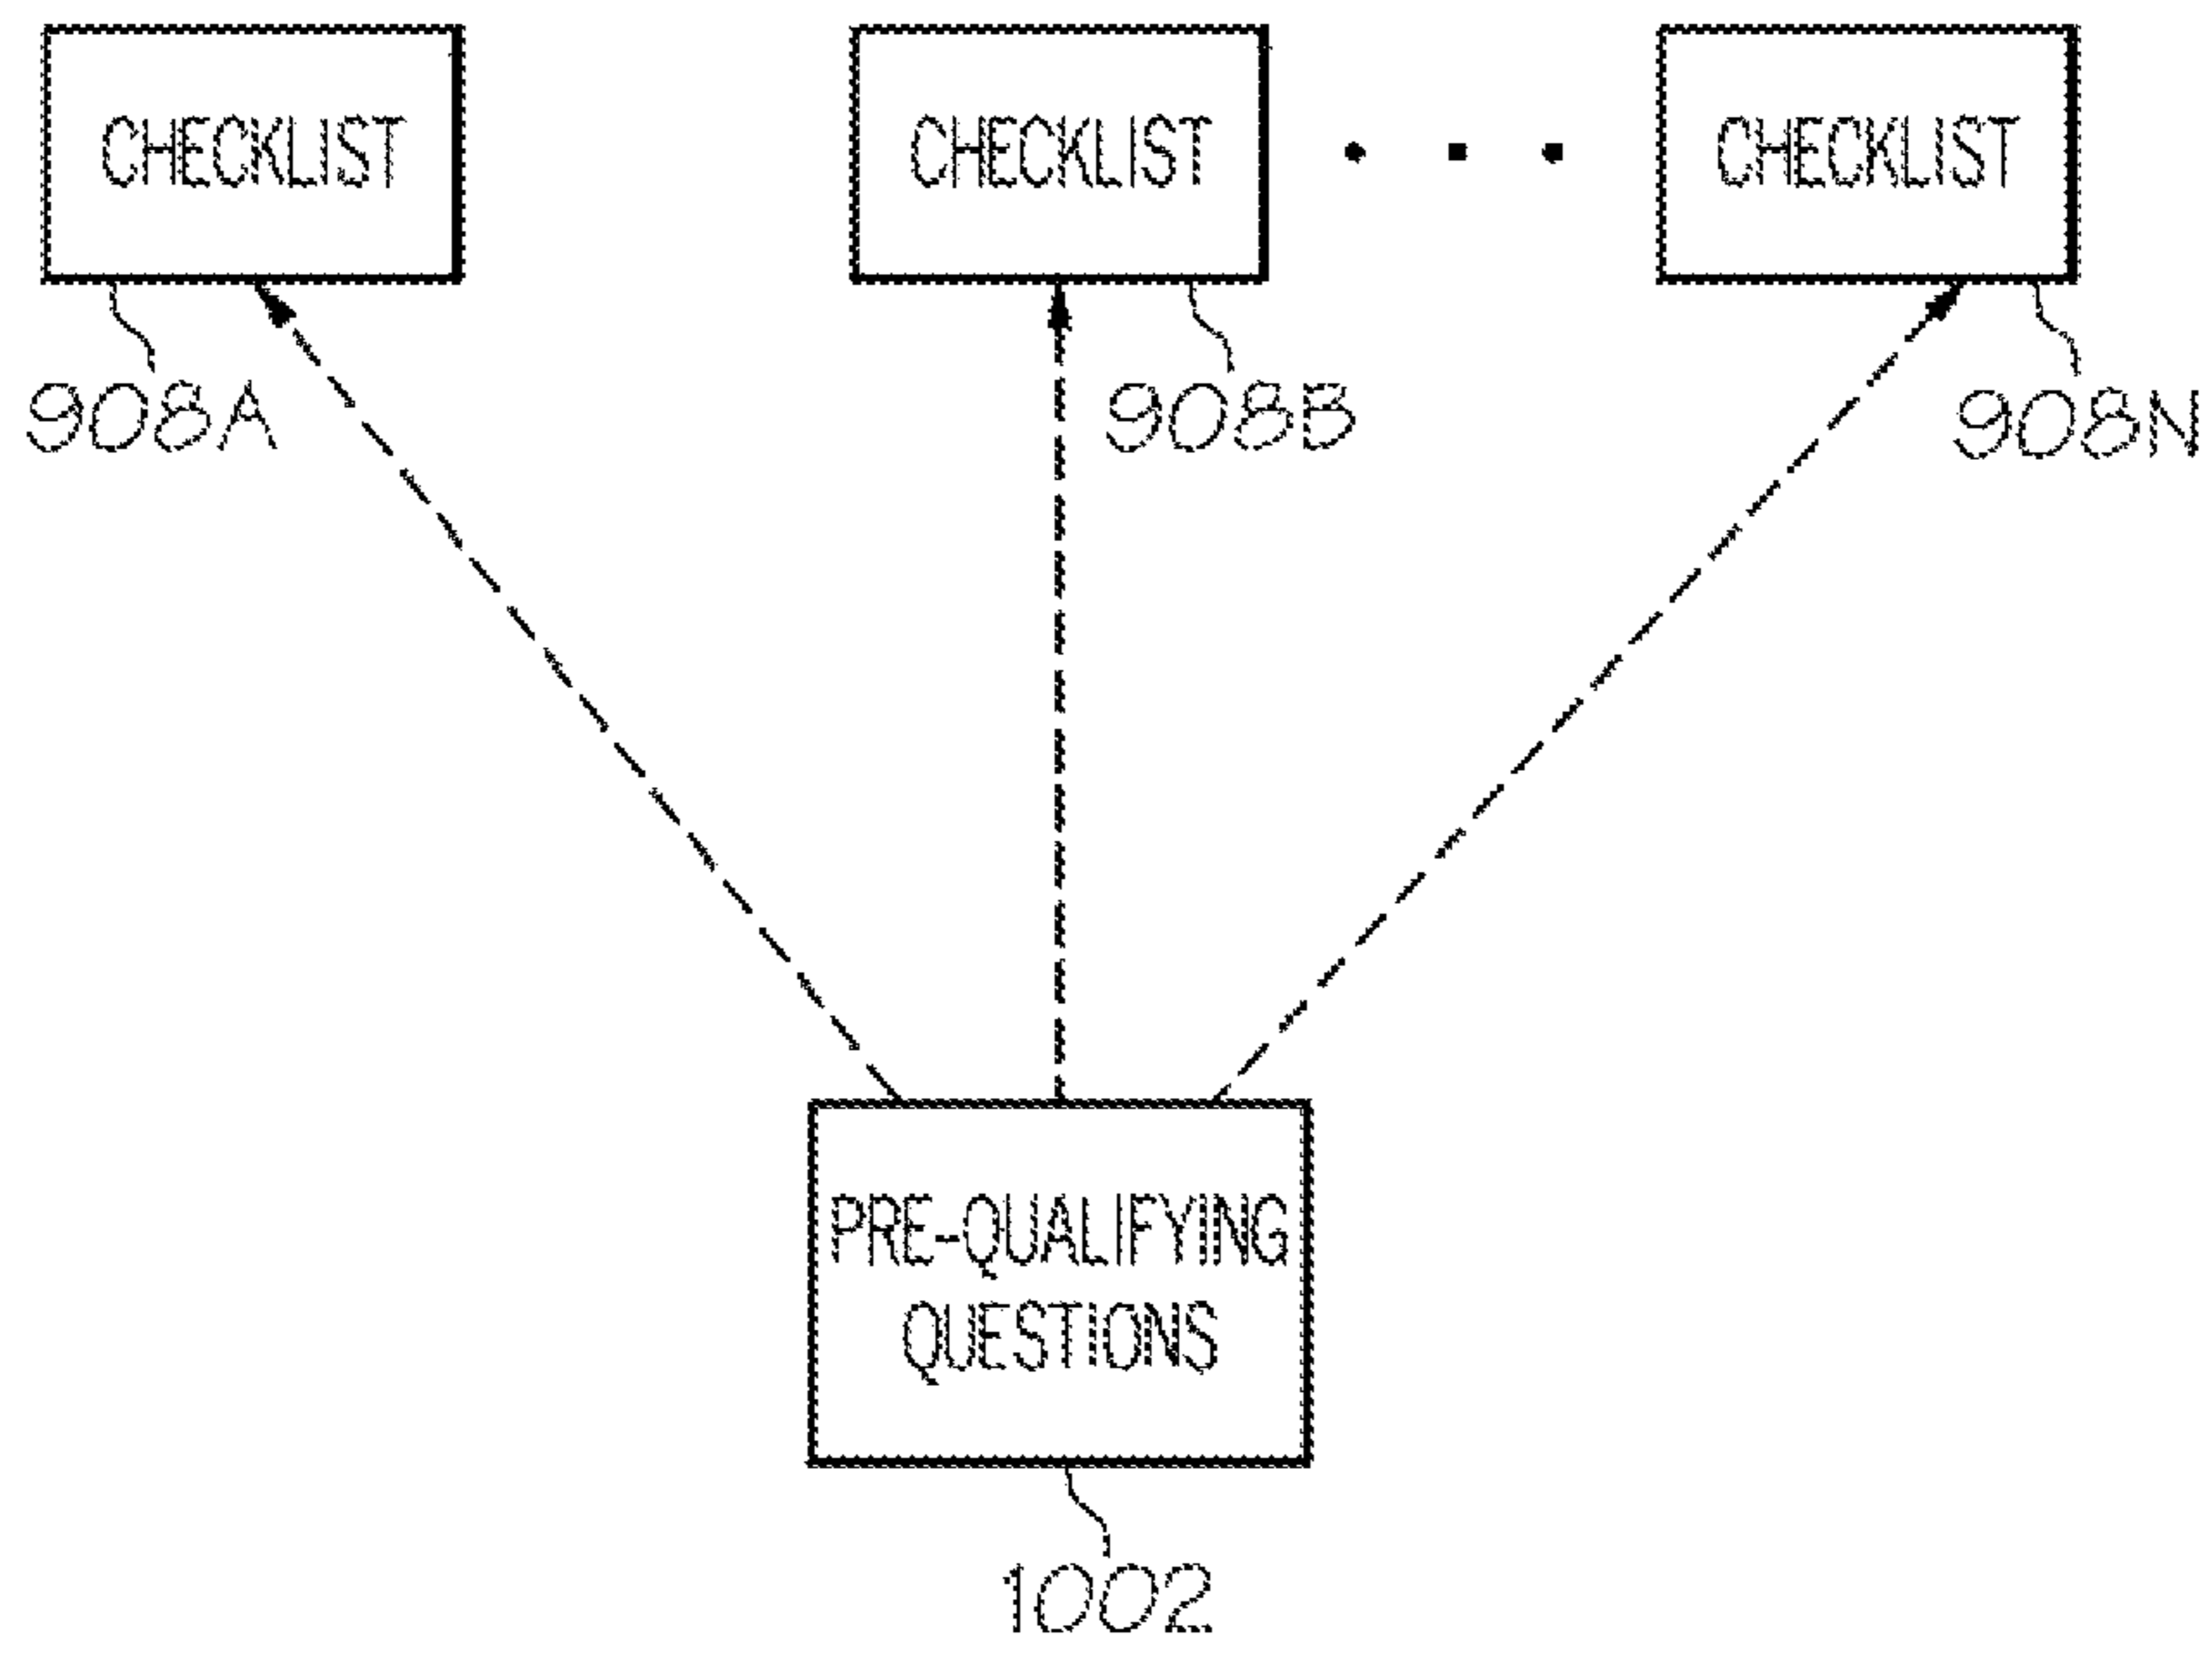 CHECKLIST
CHECKLIST
CHECKLIST
908A
908B
908N
PRE-QUALIFYING
QUESTIONS
1002